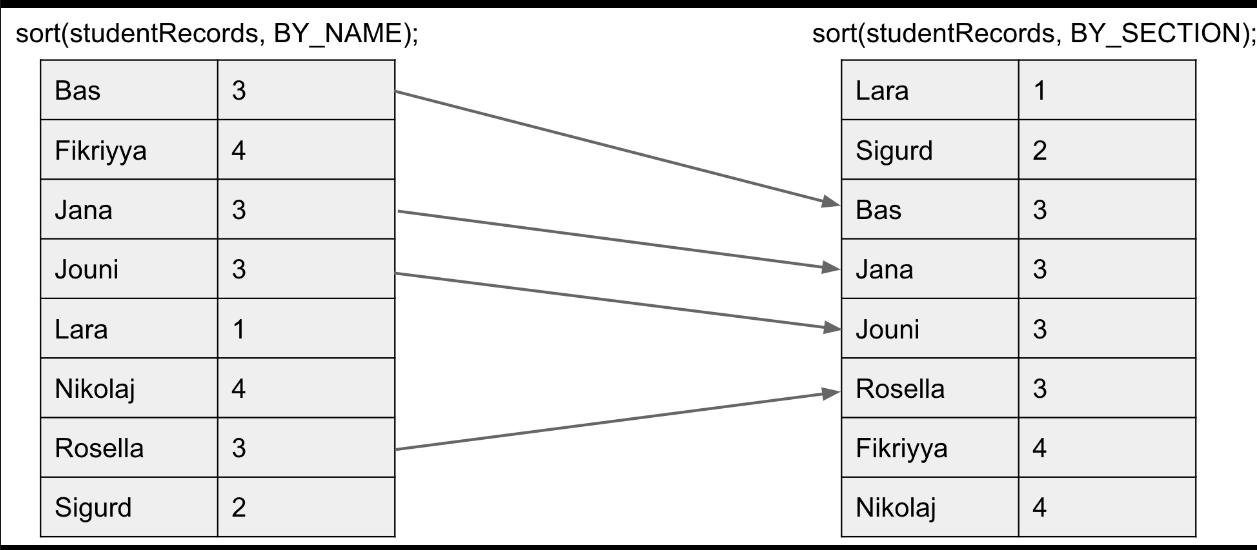 sort(studentRecords, BY_NAME);
Bas 3
Fikriyya 4
Jana 3
Jouni 3
Lara 1
Nikolaj 4
Rosella 3
Sigurd 2
sort(studentRecords, BY_SECTION);
Lara 1
Sigurd 2
Bas 3
Jana 3
Jouni 3
Rosella 3
Fikriyya 4
Nikolaj 4